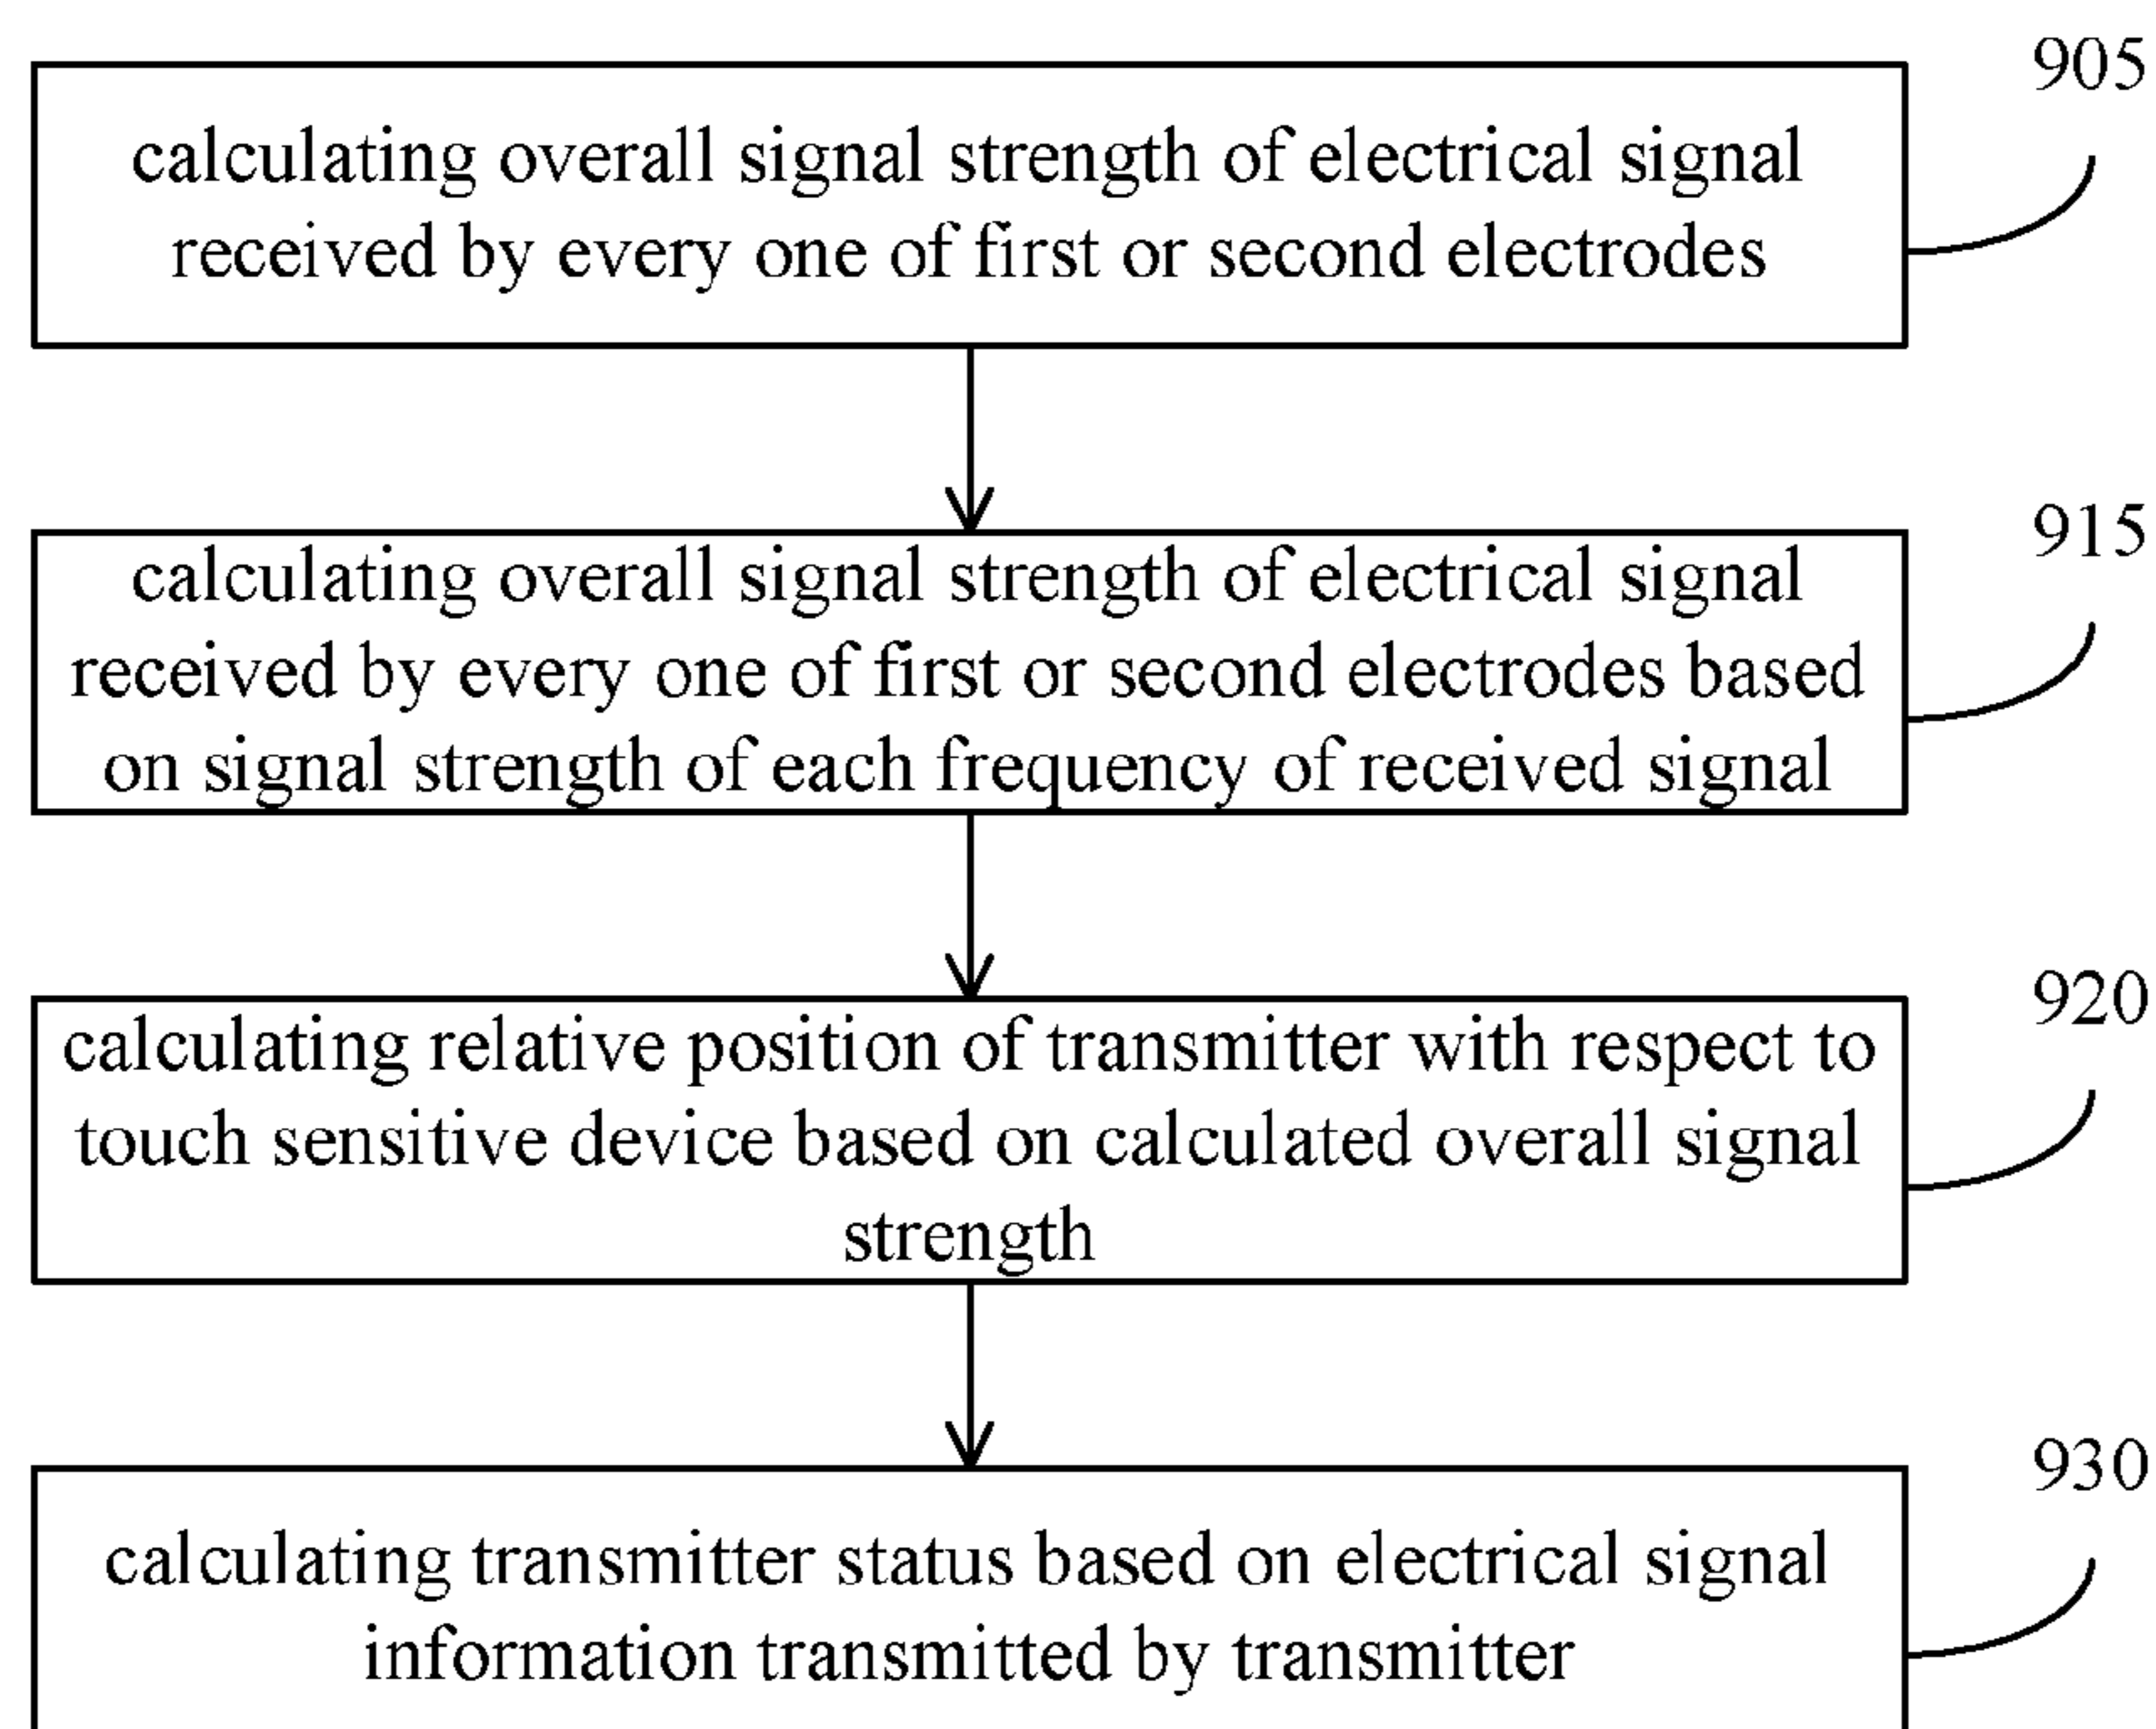 905
calculating overall signal strength of electrical signal
received by every one of first or second electrodes
915
calculating overall signal strength of electrical signal
received by every one of first or second electrodes based
on signal strength of each frequency of received signal
920
calculating relative position of transmitter with respect to
touch sensitive device based on calculated overall signal
strength
930
calculating transmitter status based on electrical signal
information transmitted by transmitter